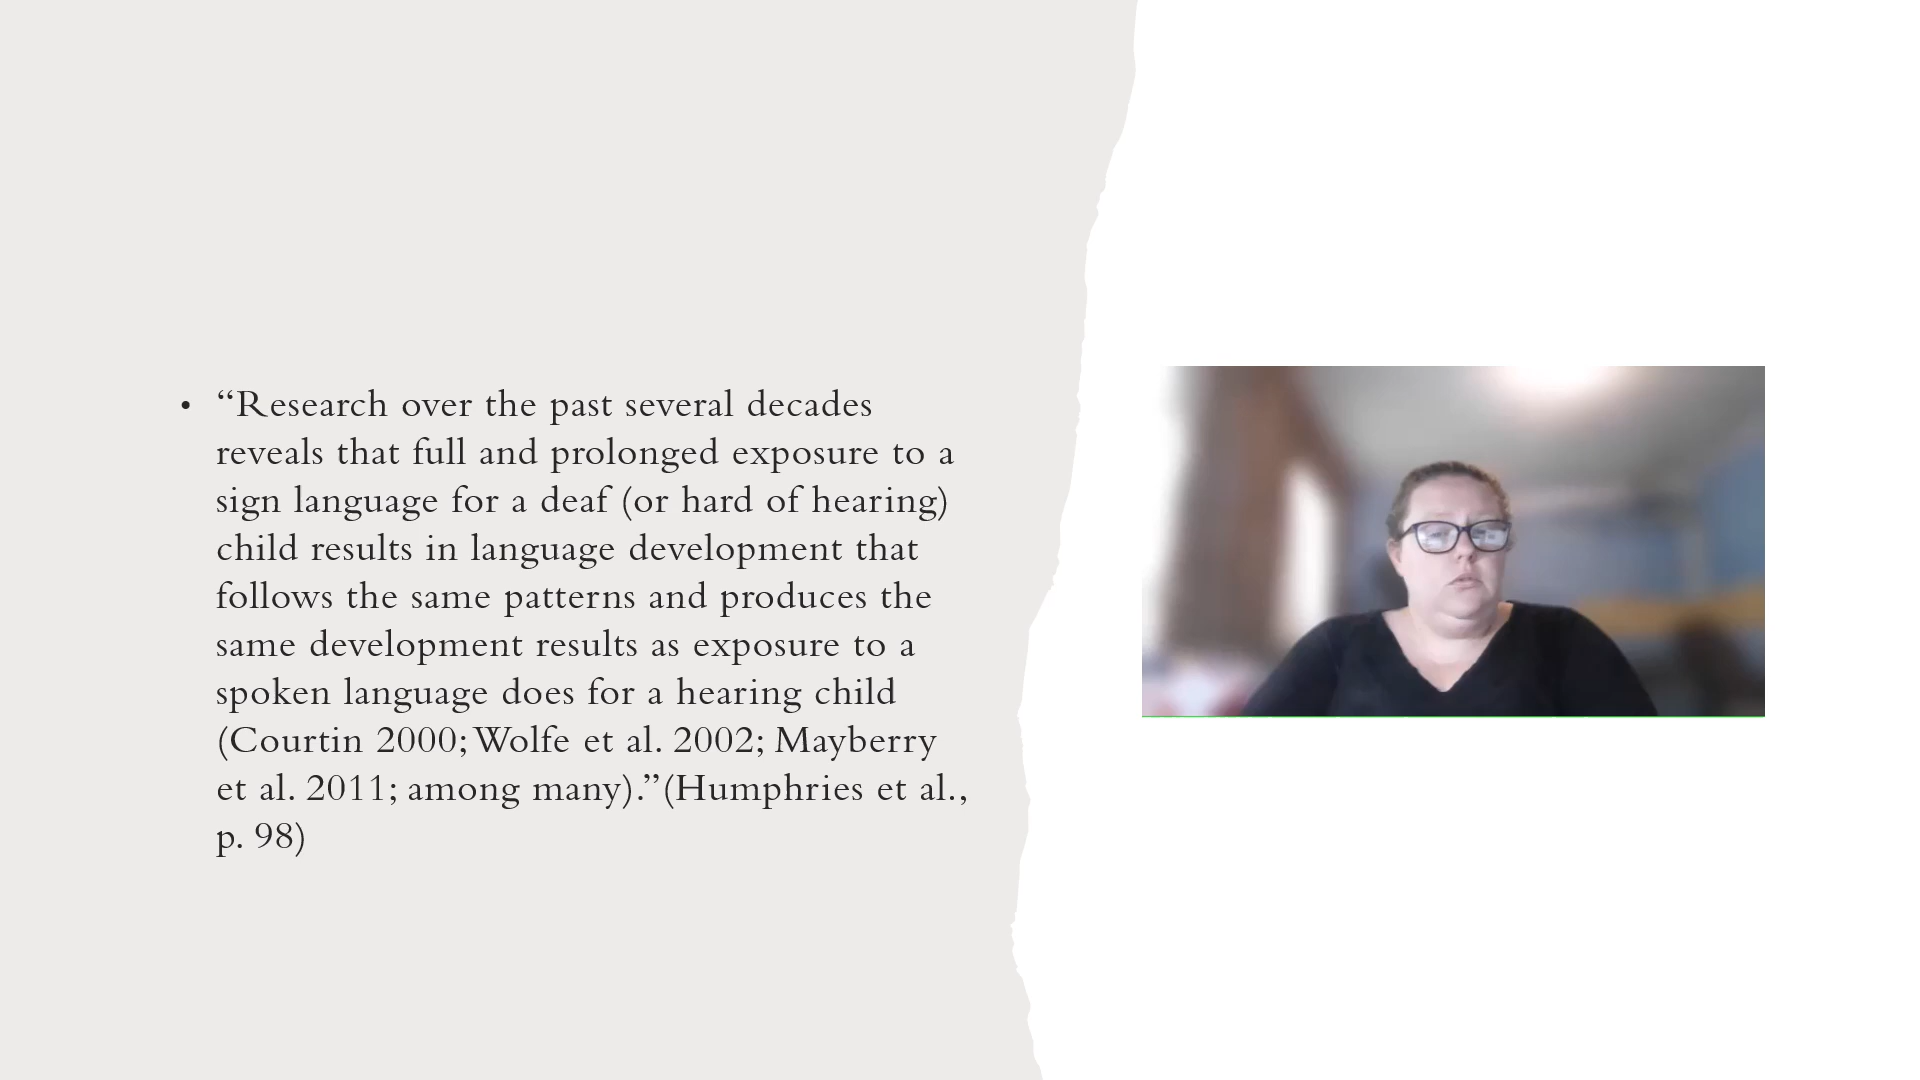 • “Research over the past several decades
reveals that full and prolonged exposure to a
sign language for a deaf (or hard of hearing)
child results in language development that
follows the same patterns and produces the
same development results as exposure to a
spoken language does for a hearing child
(Courtin 2000; Wolfe et al. 2002; Mayberry
et al. 2011; among many).”(Humphries et al.,
p. 98)